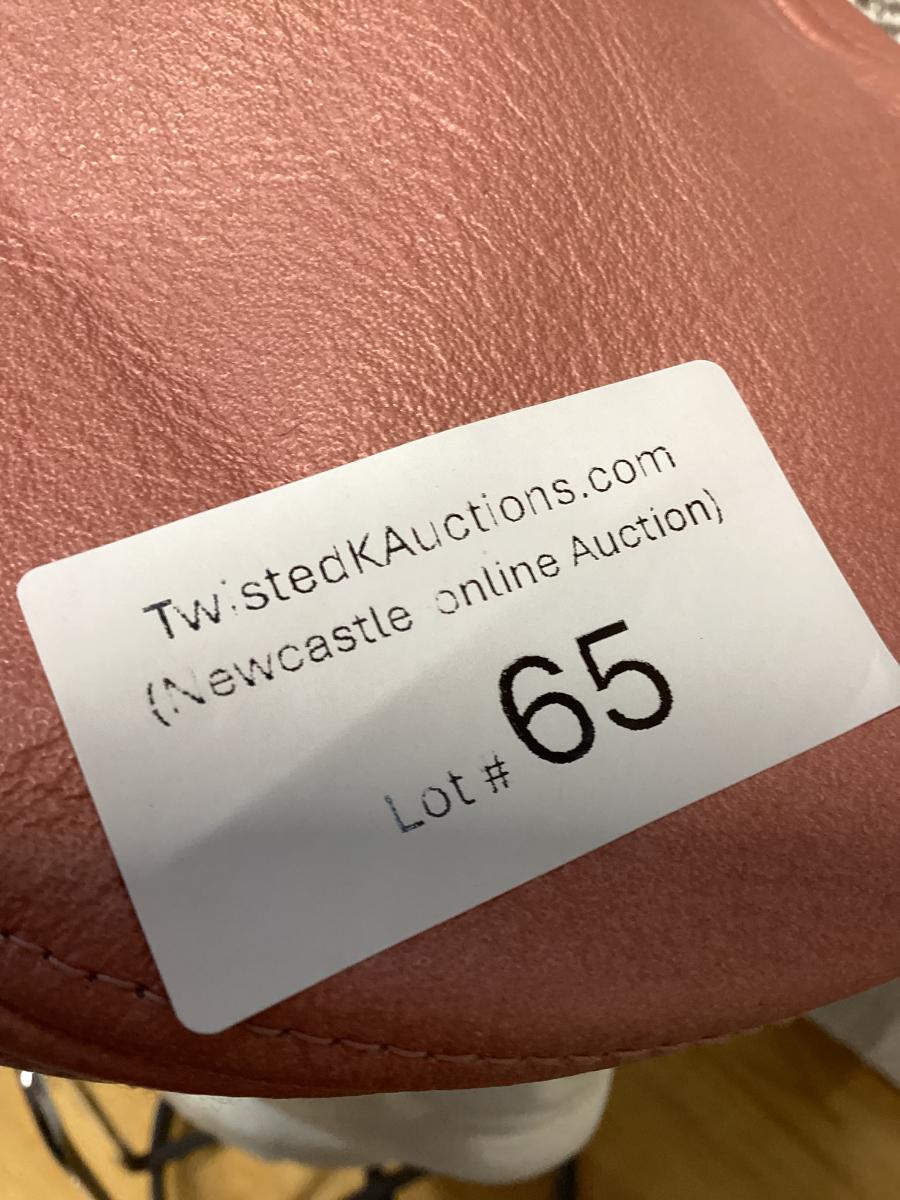 TwistedKAuctions.com
(Newcastle online Auction)
Lot # 65